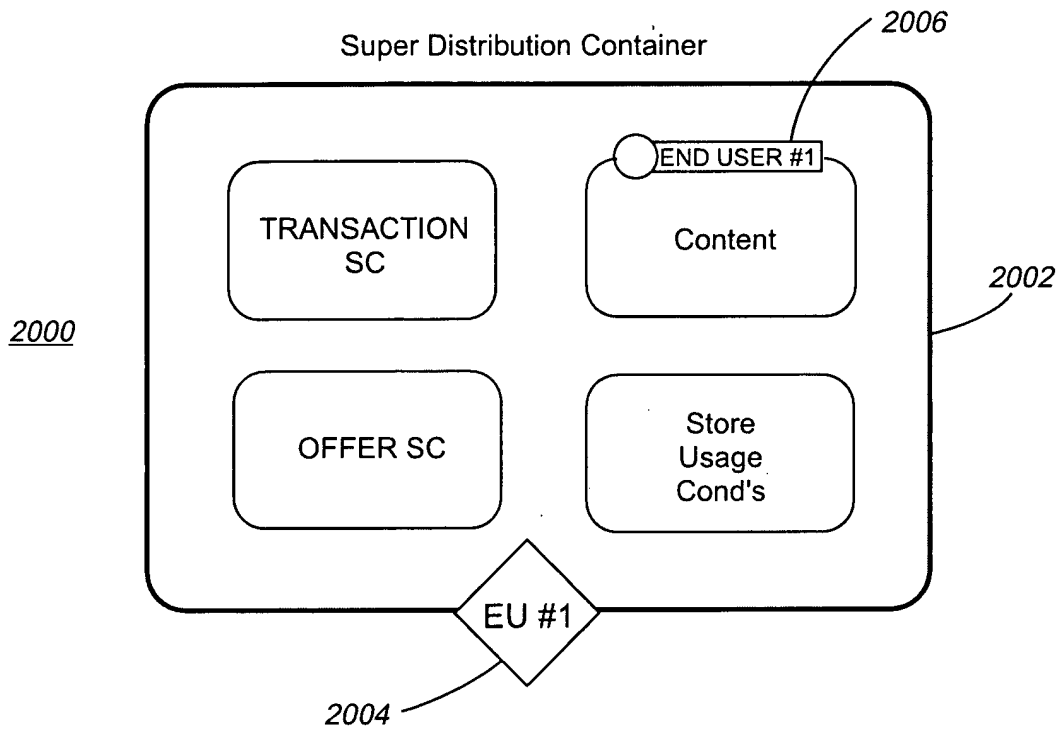 2006
Super Distribution Container
END USER #1
TRANSACTION
SC
Content
2002
2000
OFFER SC
Store
Usage
Cond's
EU #1
2004